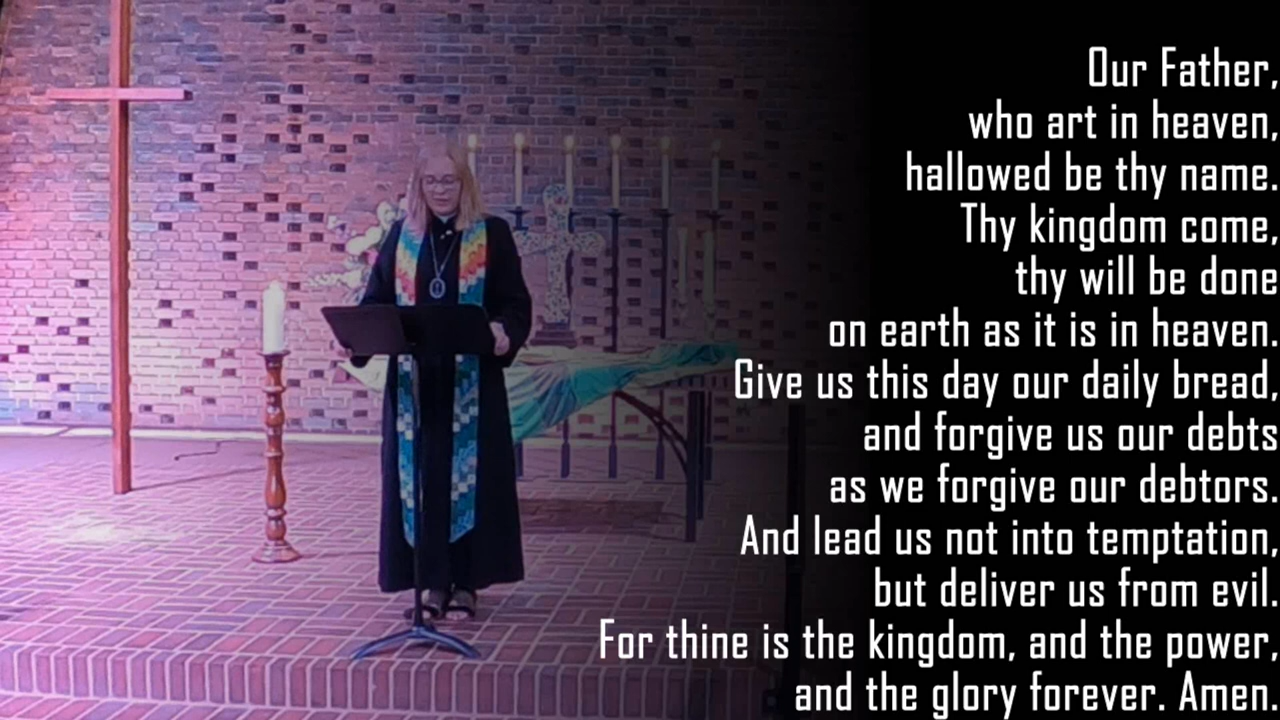 Our Father,
who art in heaven,
hallowed be thy name.
Thy kingdom come,
thy will be done
on earth as it is in heaven.
Give us this day our daily bread,
and forgive us our debts
as we forgive our debtors.
And lead us not into temptation,
but deliver us from evil.
For thine is the kingdom, and the power,
and the glory forever. Amen.